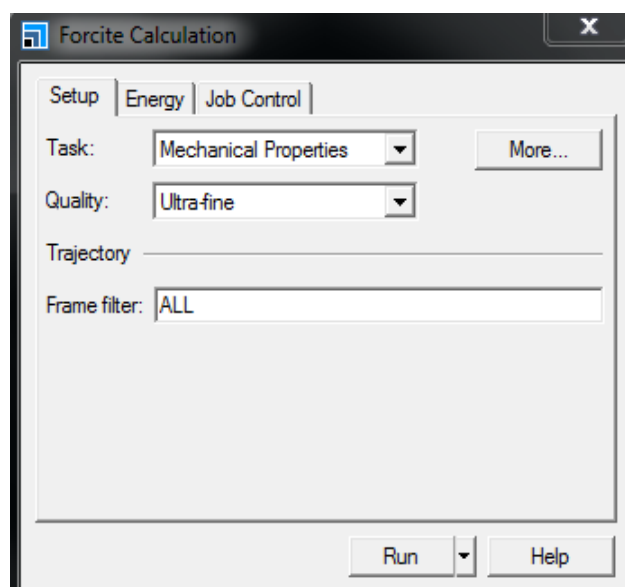 Forcite Calculation
Setup Energy Job Control
Task: Mechanical Properties More...
Quality: Ultra-fine
Trajectory
Frame filter: ALL
Run Help